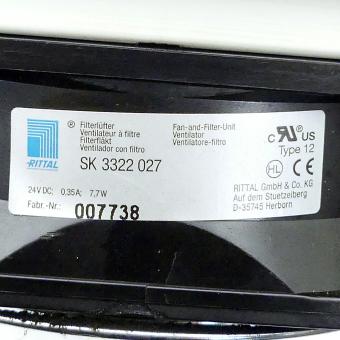 RITTAL
®
Filterlüfter
Ventilateur à filtre
Filterfläkt
Ventilador con filtro
Fan-and-Filter-Unit
Ventilator
Ventilatore-filtro
SK 3322 027
24V DC; 0,35A; 7,7W
Fabr.-Nr.: 007738
c RU US
Type 12
HL CE
RITTAL GmbH & Co. KG
Auf dem Stuetzelberg
D-35745 Herborn